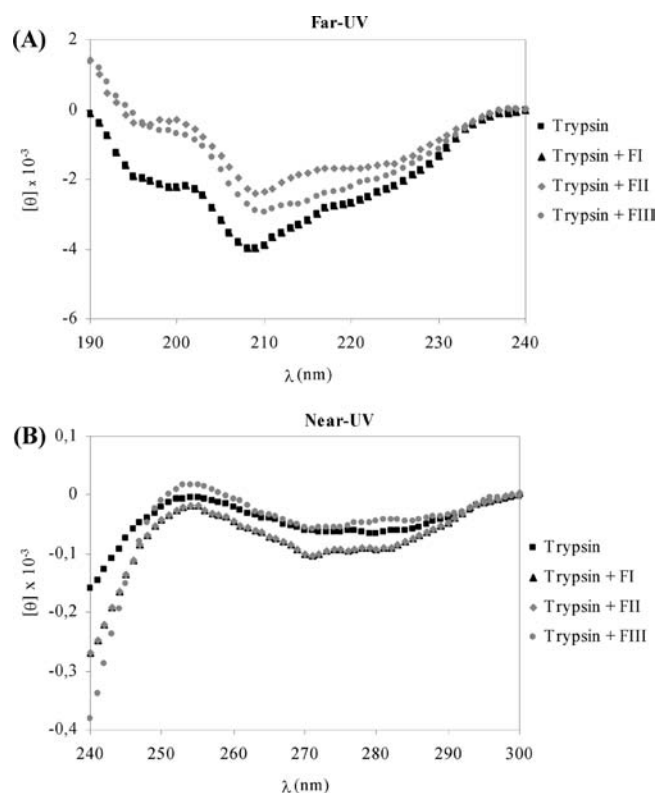 Far-UV
(A)
2
0
-2
-4
-6
[θ] x 10⁻³
190 200 210 220 230 240
λ (nm)
Trypsin
Trypsin + FI
Trypsin + FII
Trypsin + FIII
Near-UV
(B)
0,1
0
-0,1
-0,2
-0,3
-0,4
[θ] x 10⁻³
240 250 260 270 280 290 300
λ (nm)
Trypsin
Trypsin + FI
Trypsin + FII
Trypsin + FIII